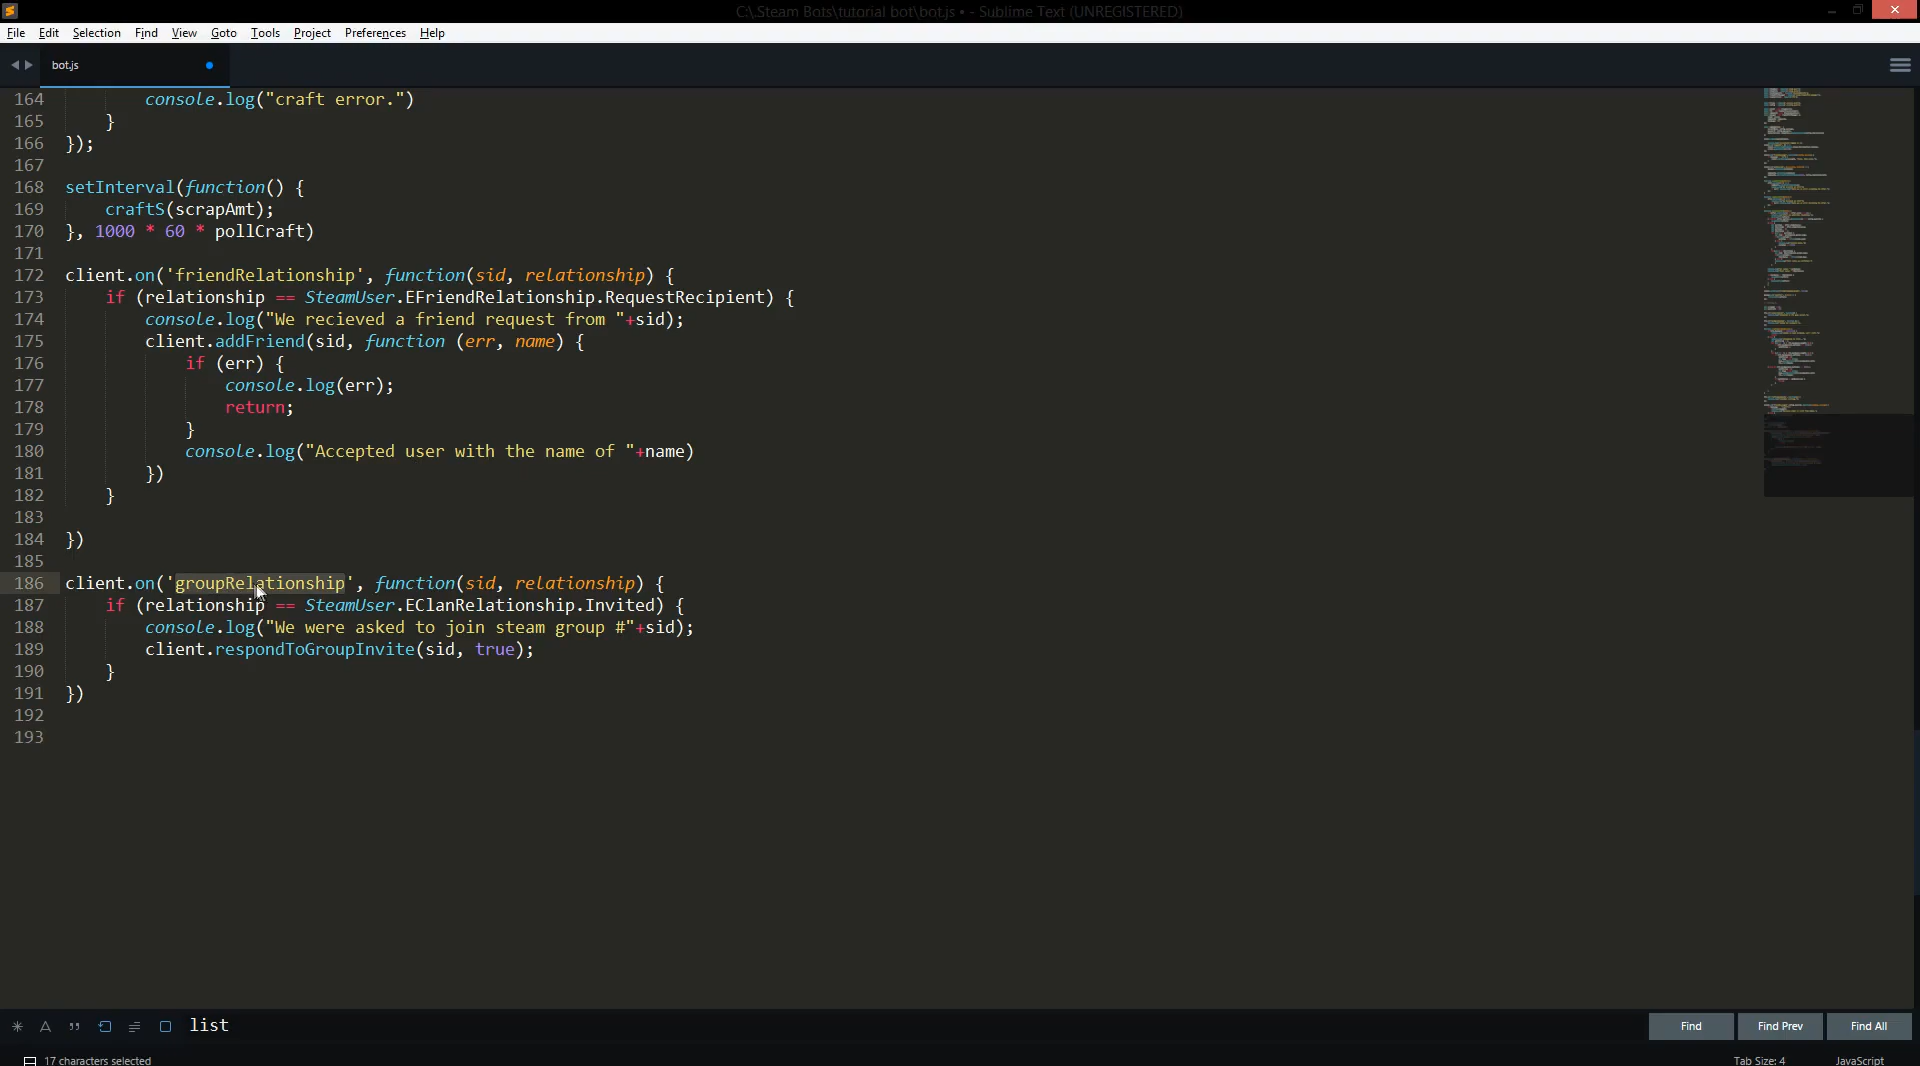 C:\.Steam Bots\tutorial bot\bot.js • - Sublime Text (UNREGISTERED)
File Edit Selection Find View Goto Tools Project Preferences Help
bot.js
164 console.log("craft error.")
165 }
166 });
167
168 setInterval(function() {
169 craftS(scrapAmt);
170 }, 1000 * 60 * pollCraft)
171
172 client.on('friendRelationship', function(sid, relationship) {
173 if (relationship == SteamUser.EFriendRelationship.RequestRecipient) {
174 console.log("We recieved a friend request from "+sid);
175 client.addFriend(sid, function (err, name) {
176 if (err) {
177 console.log(err);
178 return;
179 }
180 console.log("Accepted user with the name of "+name)
181 })
182 }
183
184 })
185
186 client.on('groupRelationship', function(sid, relationship) {
187 if (relationship == SteamUser.EClanRelationship.Invited) {
188 console.log("We were asked to join steam group #"+sid);
189 client.respondToGroupInvite(sid, true);
190 }
191 })
192
193
list
Find Find Prev Find All
17 characters selected Tab Size: 4 JavaScript